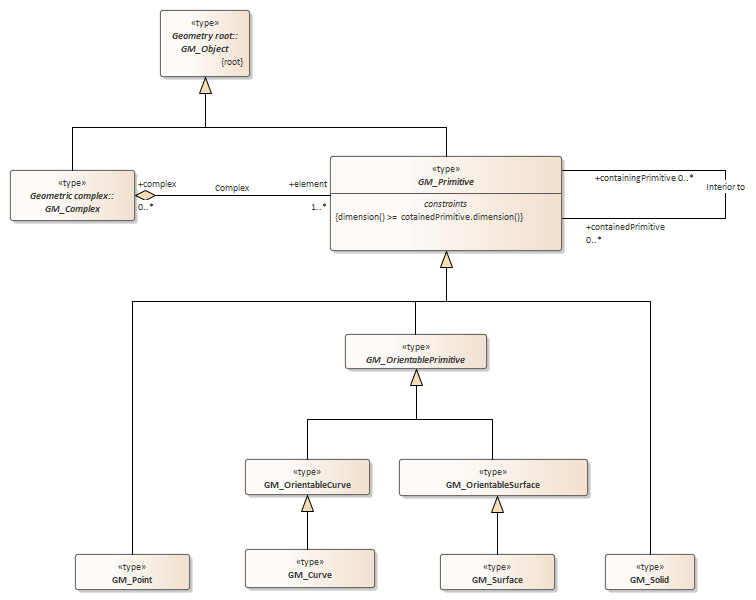 «type»
Geometry root::
GM_Object
{root}
«type»
Geometric complex::
GM_Complex
+complex
0..*
Complex
+element
1..*
«type»
GM_Primitive
constraints
{dimension() >= cotainedPrimitive.dimension()}
+containingPrimitive 0..*
Interior to
+containedPrimitive
0..*
«type»
GM_OrientablePrimitive
«type»
GM_OrientableCurve
«type»
GM_OrientableSurface
«type»
GM_Point
«type»
GM_Curve
«type»
GM_Surface
«type»
GM_Solid